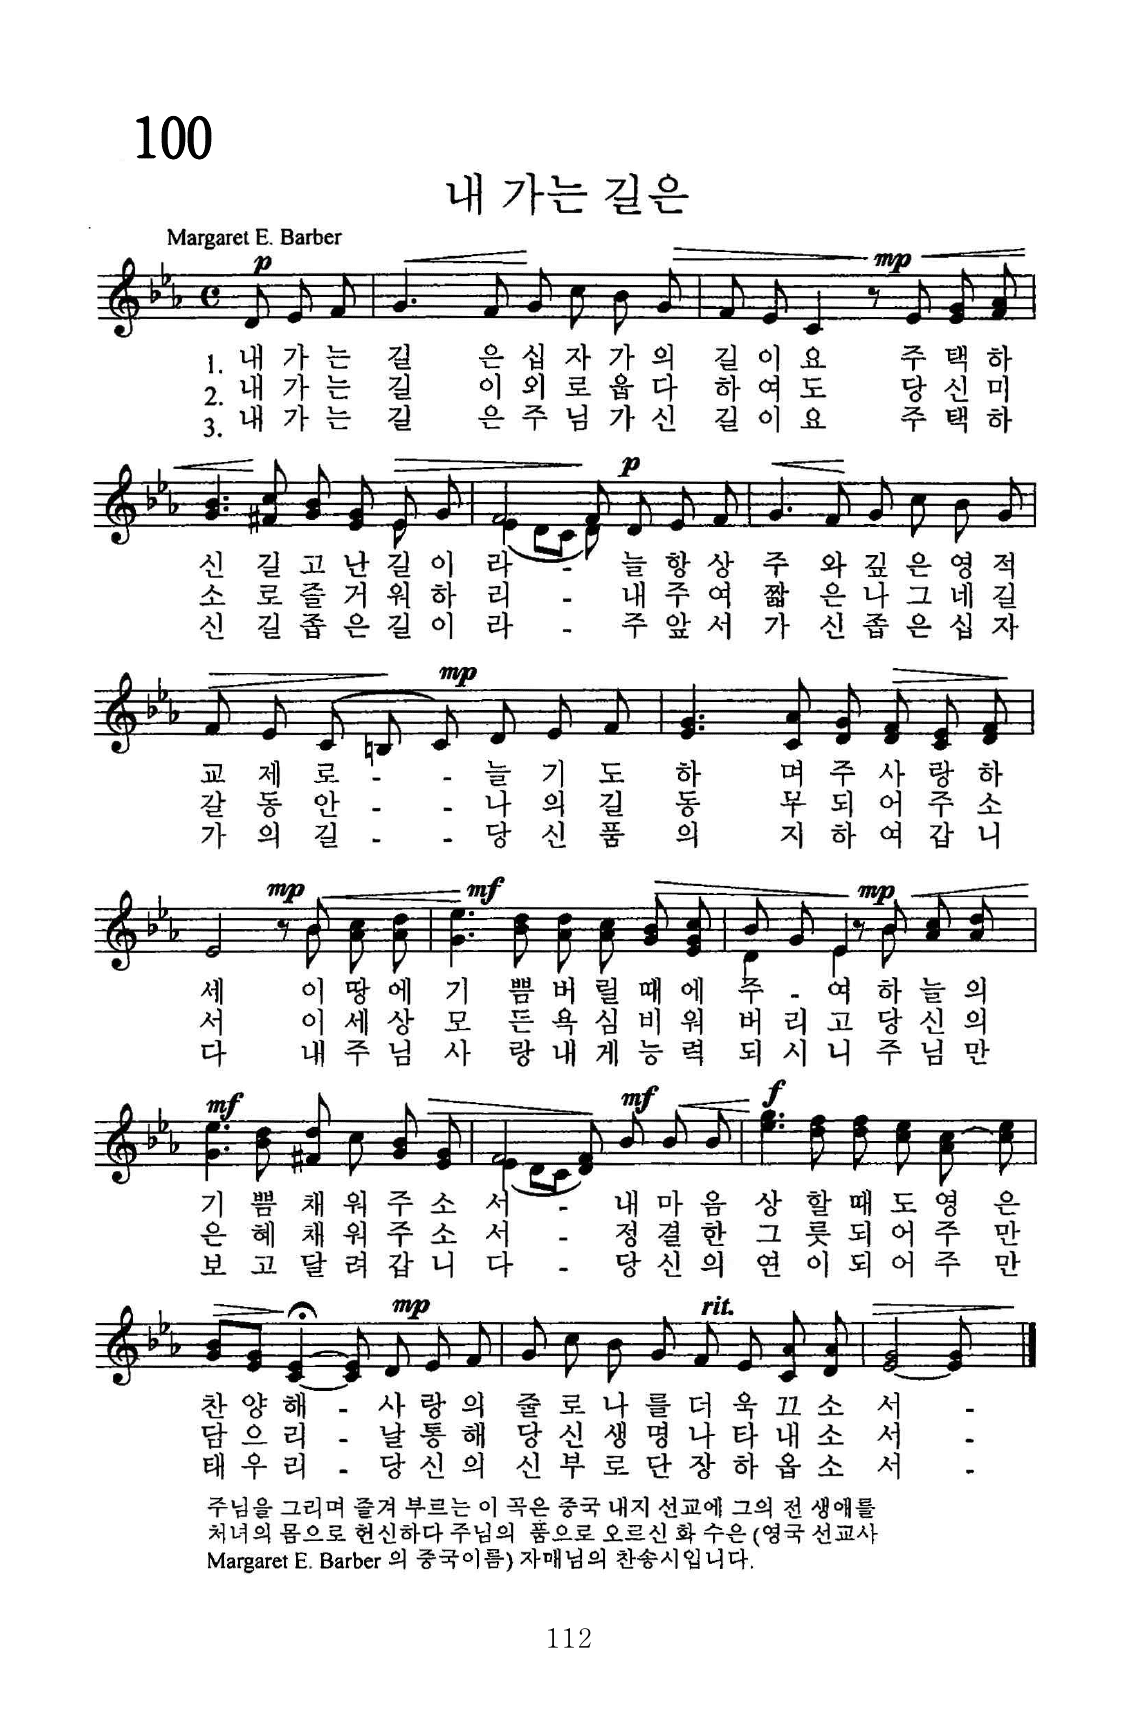 100
내 가는 길은
Margaret E. Barber
p mp
1. 내 가 는 길 은 십 자 가 의 길 이 요 주 택 하
2. 내 가 는 길 이 외 로 웁 다 하 여 도 당 신 미
3. 내 가 는 길 은 주 님 가 신 길 이 요 주 택 하
p
신 길 고 난 길 이 라 - 늘 항 상 주 와 깊 은 영 적
소 로 즐 거 워 하 리 - 내 주 여 짧 은 나 그 네 길
신 길 좁 은 길 이 라 - 주 앞 서 가 신 좁 은 십 자
mp
교 제 로 - - 늘 기 도 하 며 주 사 랑 하
갈 동 안 - - 나 의 길 동 무 되 어 주 소
가 의 길 - - 당 신 품 의 지 하 여 갑 니
mp mf mp
세 이 땅 에 기 쁨 버 릴 때 에 주 - 여 하 늘 의
서 이 세 상 모 든 욕 심 비 워 버 리 고 당 신 의
다 내 주 님 사 랑 내 게 능 력 되 시 니 주 님 만
mf mf f
기 쁨 채 워 주 소 서 - 내 마 음 상 할 때 도 영 은
은 혜 채 워 주 소 서 - 정 결 한 그 릇 되 어 주 만
보 고 달 려 갑 니 다 - 당 신 의 연 이 되 어 주 만
mp rit.
찬 양 해 - 사 랑 의 줄 로 나 를 더 욱 끄 소 서 -
담 으 리 - 날 통 해 당 신 생 명 나 타 내 소 서 -
태 우 리 - 당 신 의 신 부 로 단 장 하 옵 소 서 -
주님을 그리며 즐겨 부르는 이 곡은 중국 내지 선교에 그의 전 생애를
처녀의 몸으로 헌신하다 주님의 품으로 오르신 화 수은 (영국 선교사
Margaret E. Barber 의 중국이름) 자매님의 찬송시입니다.
112